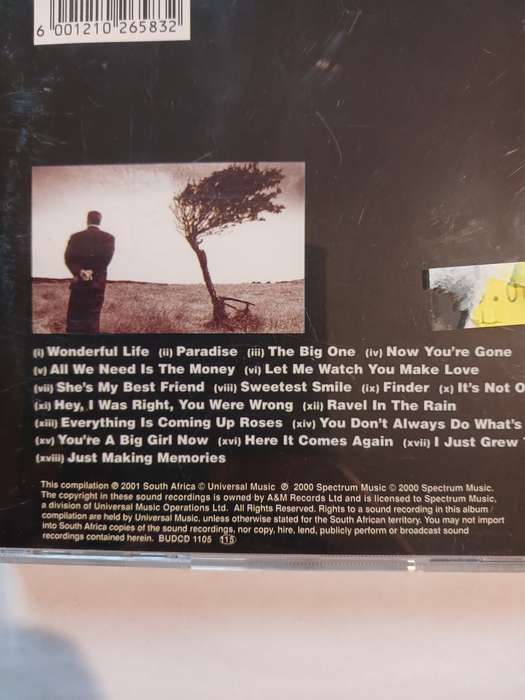 6 001210 265832
(i) Wonderful Life (ii) Paradise (iii) The Big One (iv) Now You're Gone
(v) All We Need Is The Money (vi) Let Me Watch You Make Love
(vii) She's My Best Friend (viii) Sweetest Smile (ix) Finder (x) It's Not O
(xi) Hey, I Was Right, You Were Wrong (xii) Ravel In The Rain
(xiii) Everything Is Coming Up Roses (xiv) You Don't Always Do What's
(xv) You're A Big Girl Now (xvi) Here It Comes Again (xvii) I Just Grew
(xviii) Just Making Memories
This compilation ℗ 2001 South Africa © Universal Music ℗ 2000 Spectrum Music © 2000 Spectrum Music.
The copyright in these sound recordings is owned by A&M Records Ltd and is licensed to Spectrum Music,
a division of Universal Music Operations Ltd. All Rights Reserved. Rights to a sound recording in this album /
compilation are held by Universal Music, unless otherwise stated for the South African territory. You may not import
into South Africa copies of the sound recordings, nor copy, hire, lend, publicly perform or broadcast sound
recordings contained herein. BUDCD 1105 115